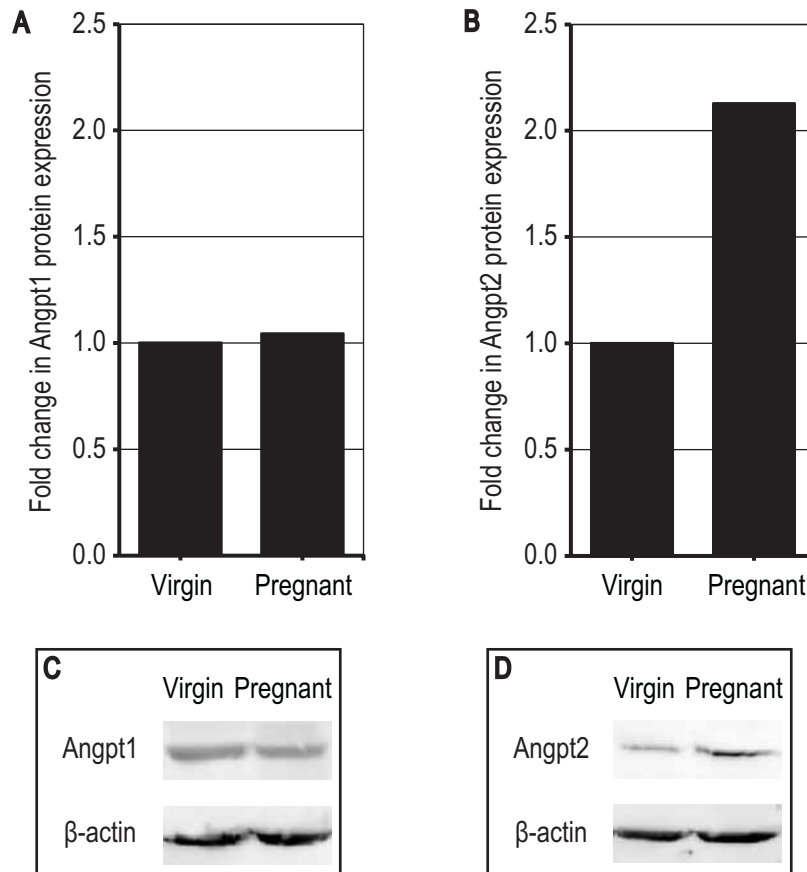 A
Fold change in Angpt1 protein expression
2.5
2.0
1.5
1.0
0.5
0.0
Virgin Pregnant
B
Fold change in Angpt2 protein expression
2.5
2.0
1.5
1.0
0.5
0.0
Virgin Pregnant
C
Virgin Pregnant
Angpt1
β-actin
D
Virgin Pregnant
Angpt2
β-actin